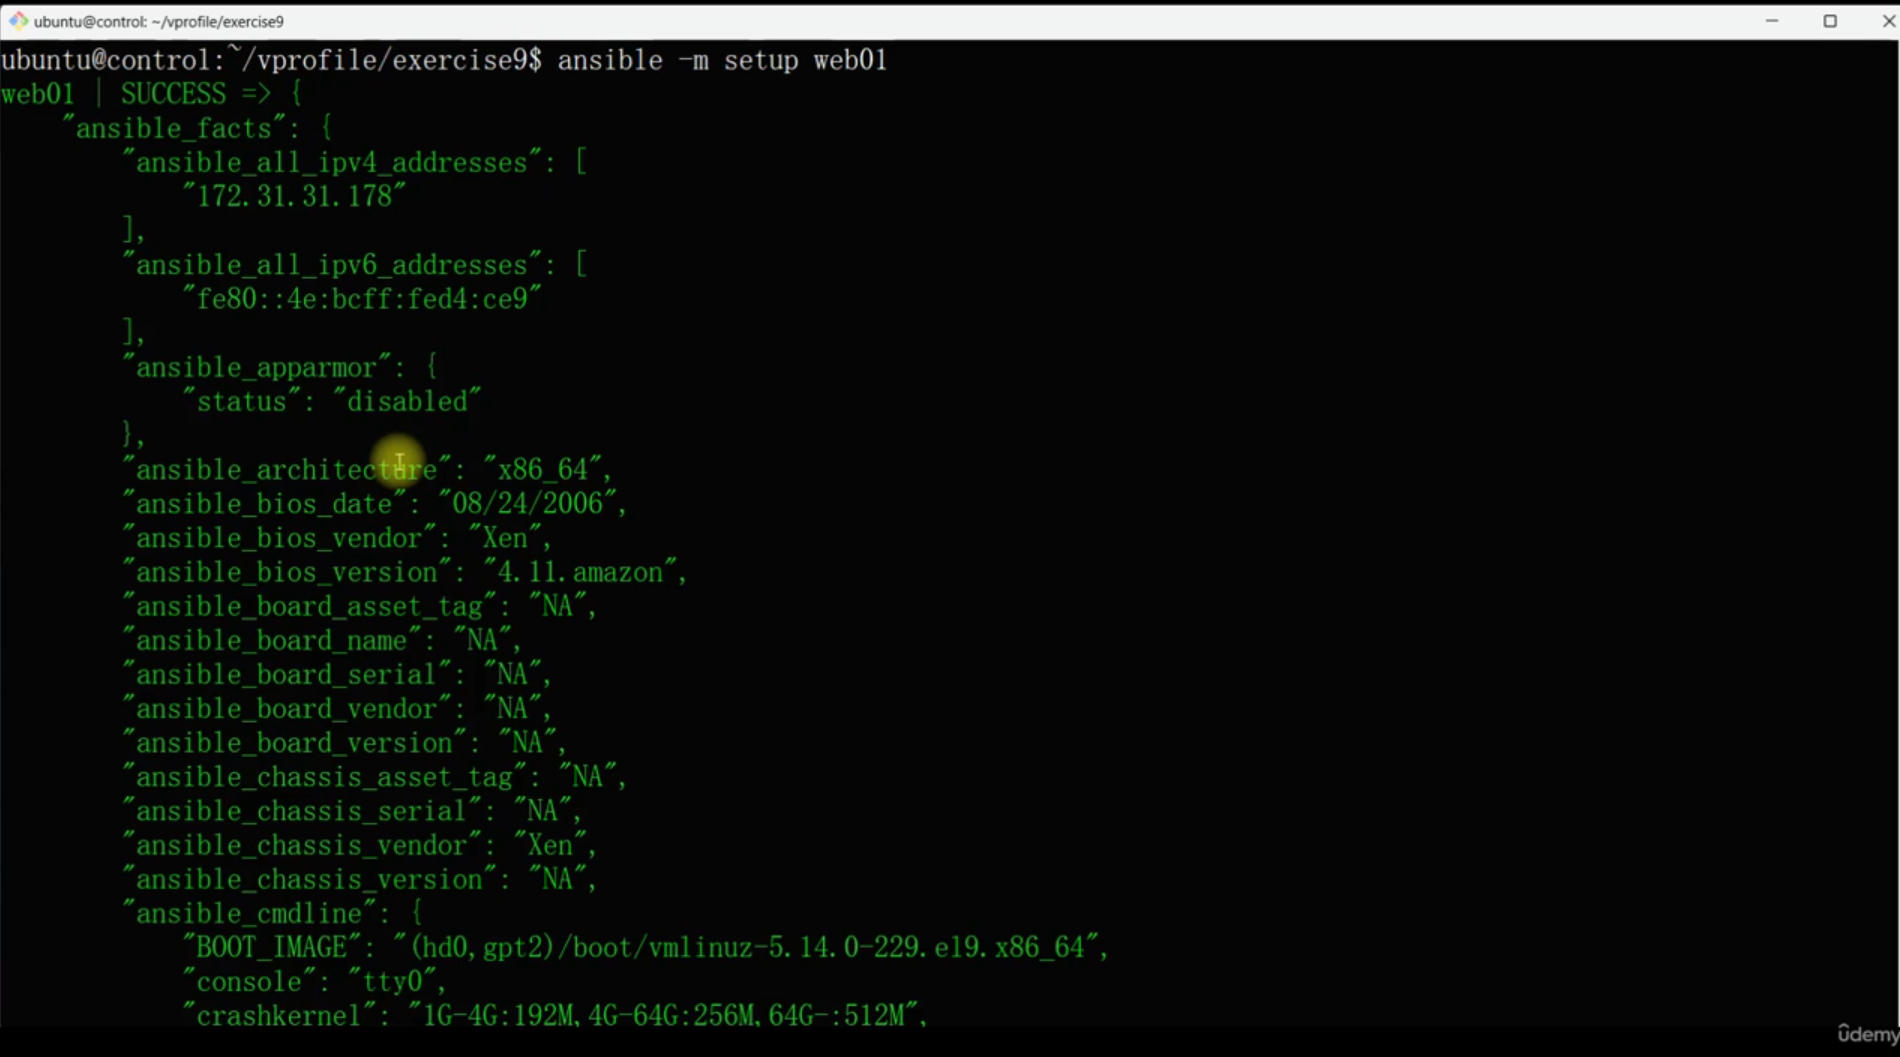 ubuntu@control: ~/vprofile/exercise9
ubuntu@control:~/vprofile/exercise9$ ansible -m setup web01
web01 | SUCCESS => {
    "ansible_facts": {
        "ansible_all_ipv4_addresses": [
            "172.31.31.178"
        ],
        "ansible_all_ipv6_addresses": [
            "fe80::4e:bcff:fed4:ce9"
        ],
        "ansible_apparmor": {
            "status": "disabled"
        },
        "ansible_architecture": "x86_64",
        "ansible_bios_date": "08/24/2006",
        "ansible_bios_vendor": "Xen",
        "ansible_bios_version": "4.11.amazon",
        "ansible_board_asset_tag": "NA",
        "ansible_board_name": "NA",
        "ansible_board_serial": "NA",
        "ansible_board_vendor": "NA",
        "ansible_board_version": "NA",
        "ansible_chassis_asset_tag": "NA",
        "ansible_chassis_serial": "NA",
        "ansible_chassis_vendor": "Xen",
        "ansible_chassis_version": "NA",
        "ansible_cmdline": {
            "BOOT_IMAGE": "(hd0,gpt2)/boot/vmlinuz-5.14.0-229.el9.x86_64",
            "console": "tty0",
            "crashkernel": "1G-4G:192M,4G-64G:256M,64G-:512M",
ûdemy